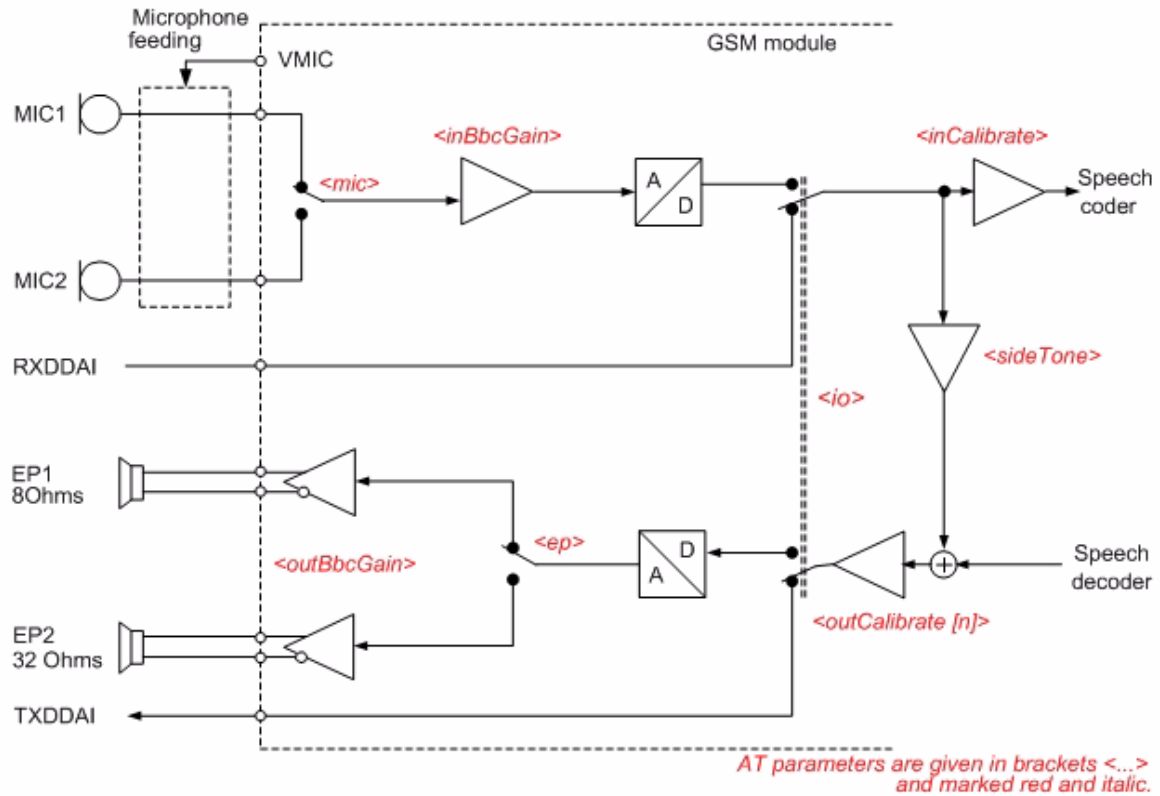 Microphone
feeding
GSM module
VMIC
MIC1
<inBbcGain>
<inCalibrate>
<mic>
A
D
Speech
coder
MIC2
RXDDAI
<sideTone>
<io>
EP1
8Ohms
<outBbcGain>
<ep>
D
A
Speech
decoder
<outCalibrate [n]>
EP2
32 Ohms
TXDDAI
AT parameters are given in brackets <...>
and marked red and italic.